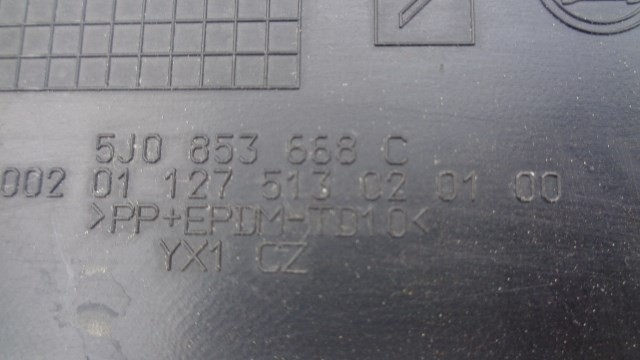 5J0 853 668 C
002 01 127 513 02 01 00
>PP+EPDM-TD10<
YX1 CZ